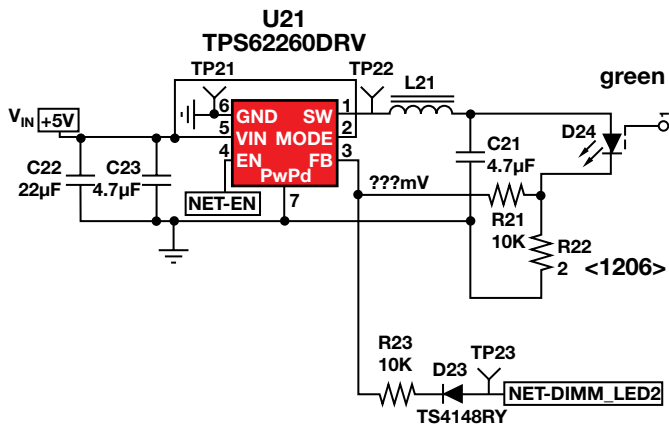 U21
TPS62260DRV
TP21
TP22
L21
green
VIN +5V
6 GND SW 1
5 VIN MODE 2
4 EN FB 3
PwPd
7
NET-EN
C22
22µF
C23
4.7µF
C21
4.7µF
D24
1
???mV
R21
10K
R22
2
<1206>
R23
10K
D23
TS4148RY
TP23
NET-DIMM_LED2